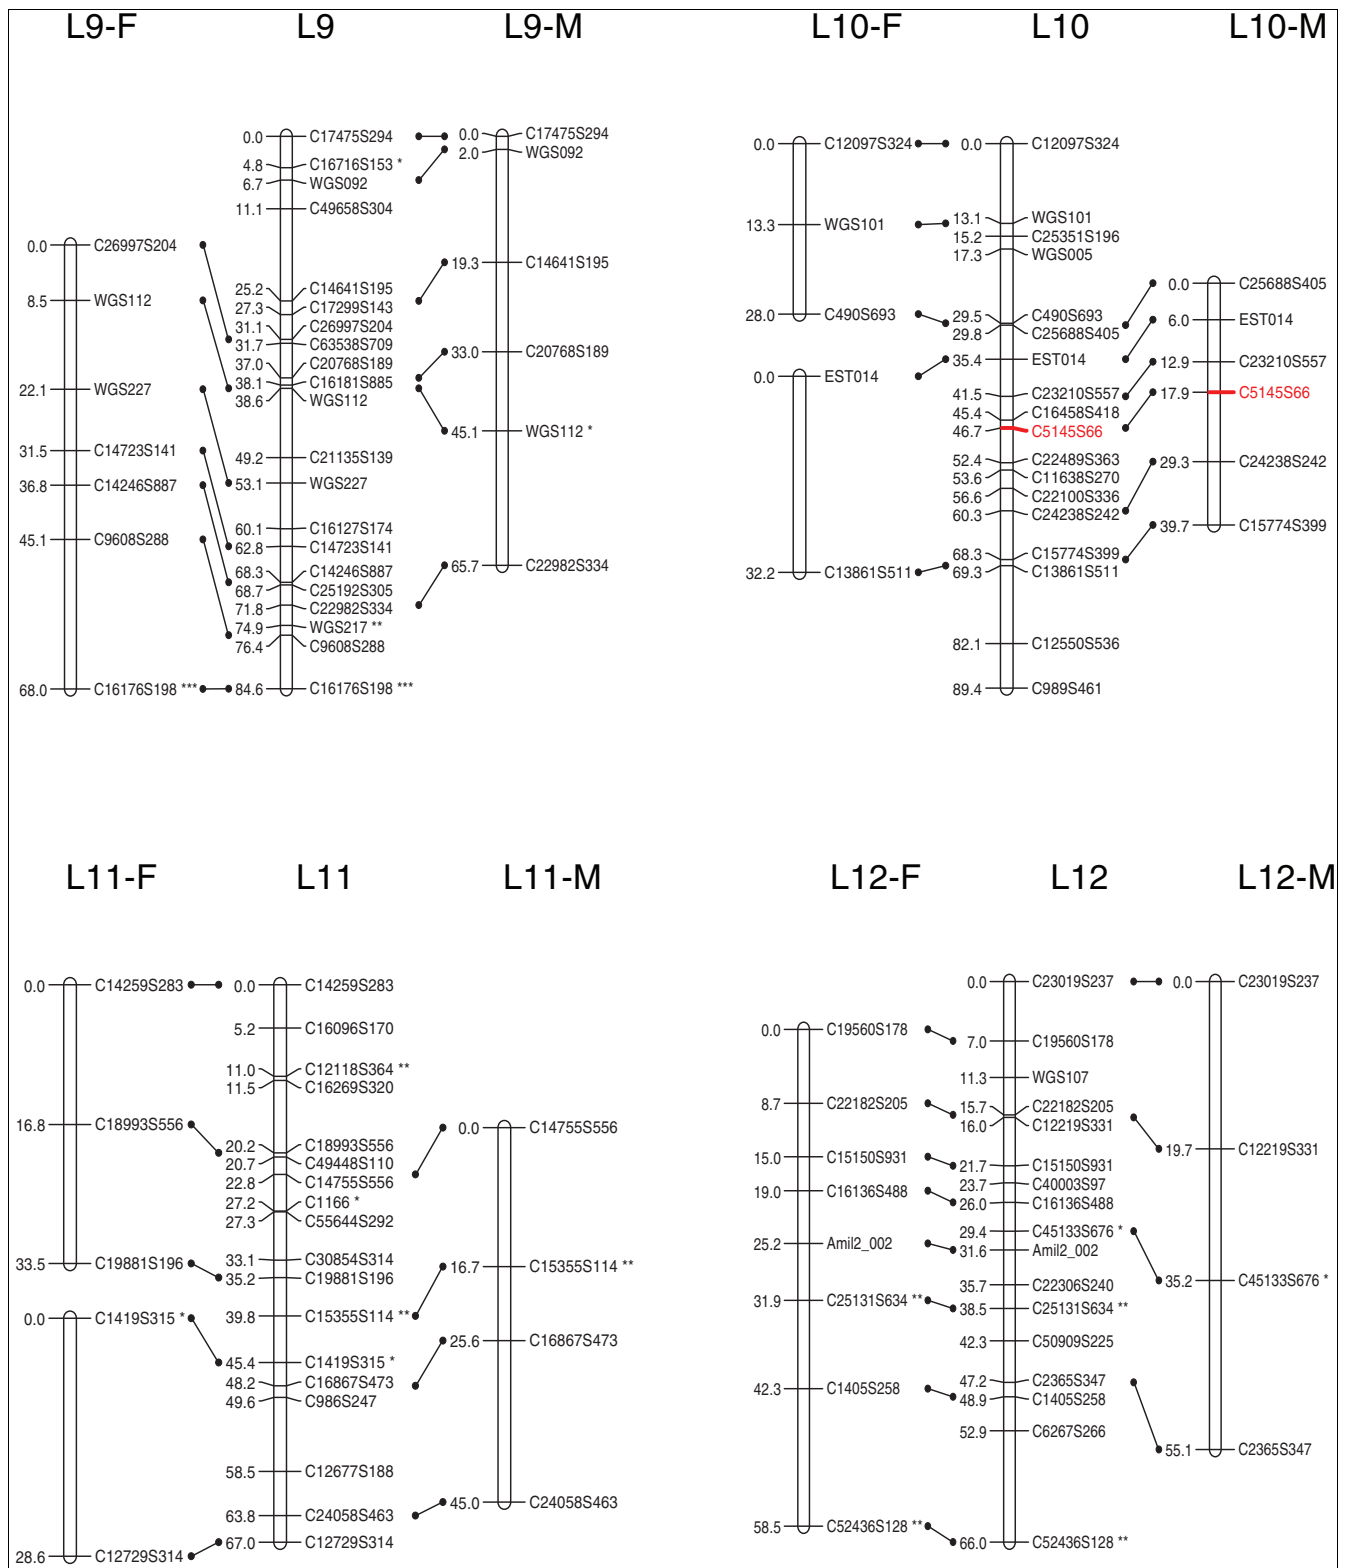 L9-F L9 L9-M
0.0 C26997S204
8.5 WGS112
22.1 WGS227
31.5 C14723S141
36.8 C14246S887
45.1 C9608S288
68.0 C16176S198 ***
0.0 C17475S294
4.8 C16716S153 *
6.7 WGS092
11.1 C49658S304
25.2 C14641S195
27.3 C17299S143
31.1 C26997S204
31.7 C63538S709
37.0 C20768S189
38.1 C16181S885
38.6 WGS112
49.2 C21135S139
53.1 WGS227
60.1 C16127S174
62.8 C14723S141
68.3 C14246S887
68.7 C25192S305
71.8 C22982S334
74.9 WGS217 **
76.4 C9608S288
84.6 C16176S198 ***
0.0 C17475S294
2.0 WGS092
19.3 C14641S195
33.0 C20768S189
45.1 WGS112 *
65.7 C22982S334
L10-F L10 L10-M
0.0 C12097S324
13.3 WGS101
28.0 C490S693
0.0 EST014
32.2 C13861S511
0.0 C12097S324
13.1 WGS101
15.2 C25351S196
17.3 WGS005
29.5 C490S693
29.8 C25688S405
35.4 EST014
41.5 C23210S557
45.4 C16458S418
46.7 C5145S66
52.4 C22489S363
53.6 C11638S270
56.6 C22100S336
60.3 C24238S242
68.3 C15774S399
69.3 C13861S511
82.1 C12550S536
89.4 C989S461
0.0 C25688S405
6.0 EST014
12.9 C23210S557
17.9 C5145S66
29.3 C24238S242
39.7 C15774S399
L11-F L11 L11-M
0.0 C14259S283
16.8 C18993S556
33.5 C19881S196
0.0 C1419S315 *
28.6 C12729S314
0.0 C14259S283
5.2 C16096S170
11.0 C12118S364 **
11.5 C16269S320
20.2 C18993S556
20.7 C49448S110
22.8 C14755S556
27.2 C1166 *
27.3 C55644S292
33.1 C30854S314
35.2 C19881S196
39.8 C15355S114 **
45.4 C1419S315 *
48.2 C16867S473
49.6 C986S247
58.5 C12677S188
63.8 C24058S463
67.0 C12729S314
0.0 C14755S556
16.7 C15355S114 **
25.6 C16867S473
45.0 C24058S463
L12-F L12 L12-M
0.0 C19560S178
8.7 C22182S205
15.0 C15150S931
19.0 C16136S488
25.2 Amil2_002
31.9 C25131S634 **
42.3 C1405S258
58.5 C52436S128 **
0.0 C23019S237
7.0 C19560S178
11.3 WGS107
15.7 C22182S205
16.0 C12219S331
21.7 C15150S931
23.7 C40003S97
26.0 C16136S488
29.4 C45133S676 *
31.6 Amil2_002
35.7 C22306S240
38.5 C25131S634 **
42.3 C50909S225
47.2 C2365S347
48.9 C1405S258
52.9 C6267S266
66.0 C52436S128 **
0.0 C23019S237
19.7 C12219S331
35.2 C45133S676 *
55.1 C2365S347